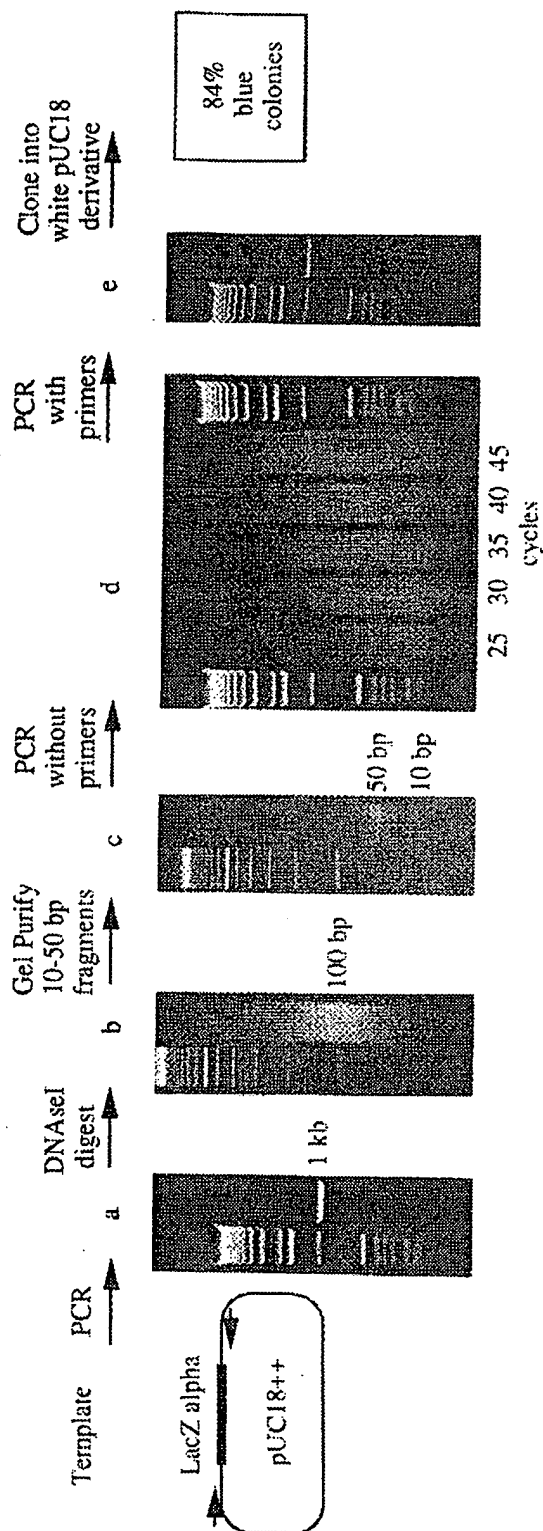 Template
PCR
DNAseI
digest
Gel Purify
10-50 bp
fragments
PCR
without
primers
PCR
with
primers
Clone into
white pUC18
derivative
a
b
c
d
e
LacZ alpha
pUC18++
1 kb
100 bp
50 bp
10 bp
25 30 35 40 45
cycles
84%
blue
colonies